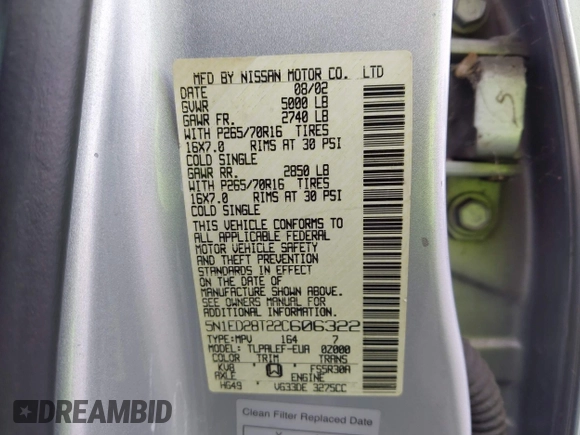 MFD BY NISSAN MOTOR CO. LTD
DATE 08/02
GVWR 5000 LB
GAWR FR. 2740 LB
WITH P265/70R16 TIRES
16X7.0 RIMS AT 30 PSI
COLD SINGLE
GAWR RR. 2850 LB
WITH P265/70R16 TIRES
16X7.0 RIMS AT 30 PSI
COLD SINGLE
THIS VEHICLE CONFORMS TO
ALL APPLICABLE FEDERAL
MOTOR VEHICLE SAFETY
AND THEFT PREVENTION
STANDARDS IN EFFECT
ON THE DATE OF
MANUFACTURE SHOWN ABOVE.
SEE OWNERS MANUAL FOR
ADDITIONAL INFORMATION.
5N1ED28T22C606322
TYPE:MPV 164 7
MODEL: TLPALEF-EUA 02000
COLOR TRIM TRANS
KV8 W FS5R30A
AXLE ENGINE
HG49 VG33DE 3275CC
Clean Filter Replaced Date
DREAMBID